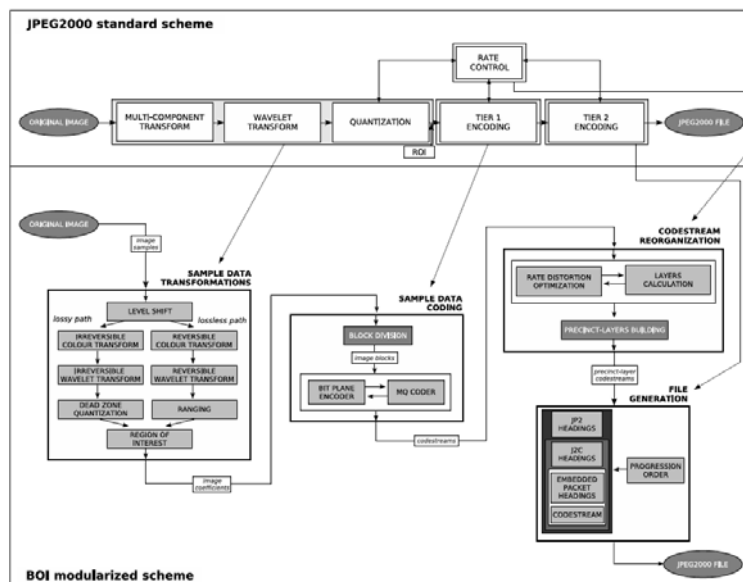 JPEG2000 standard scheme
RATE
CONTROL
ORIGINAL IMAGE
MULTI-COMPONENT
TRANSFORM
WAVELET
TRANSFORM
QUANTIZATION
TIER 1
ENCODING
TIER 2
ENCODING
JPEG2000 FILE
ROI
ORIGINAL IMAGE
image
samples
SAMPLE DATA
TRANSFORMATIONS
LEVEL SHIFT
lossy path
lossless path
IRREVERSIBLE
COLOUR TRANSFORM
REVERSIBLE
COLOUR TRANSFORM
IRREVERSIBLE
WAVELET TRANSFORM
REVERSIBLE
WAVELET TRANSFORM
DEAD ZONE
QUANTIZATION
RANGING
REGION OF
INTEREST
image
coefficients
SAMPLE DATA
CODING
BLOCK DIVISION
image blocks
BIT PLANE
ENCODER
MQ CODER
codestreams
CODESTREAM
REORGANIZATION
RATE DISTORTION
OPTIMIZATION
LAYERS
CALCULATION
PRECINCT-LAYERS BUILDING
precinct-layer
codestreams
FILE
GENERATION
JP2
HEADINGS
J2C
HEADINGS
EMBEDDED
PACKET
HEADINGS
CODESTREAM
PROGRESSION
ORDER
JPEG2000 FILE
BOI modularized scheme